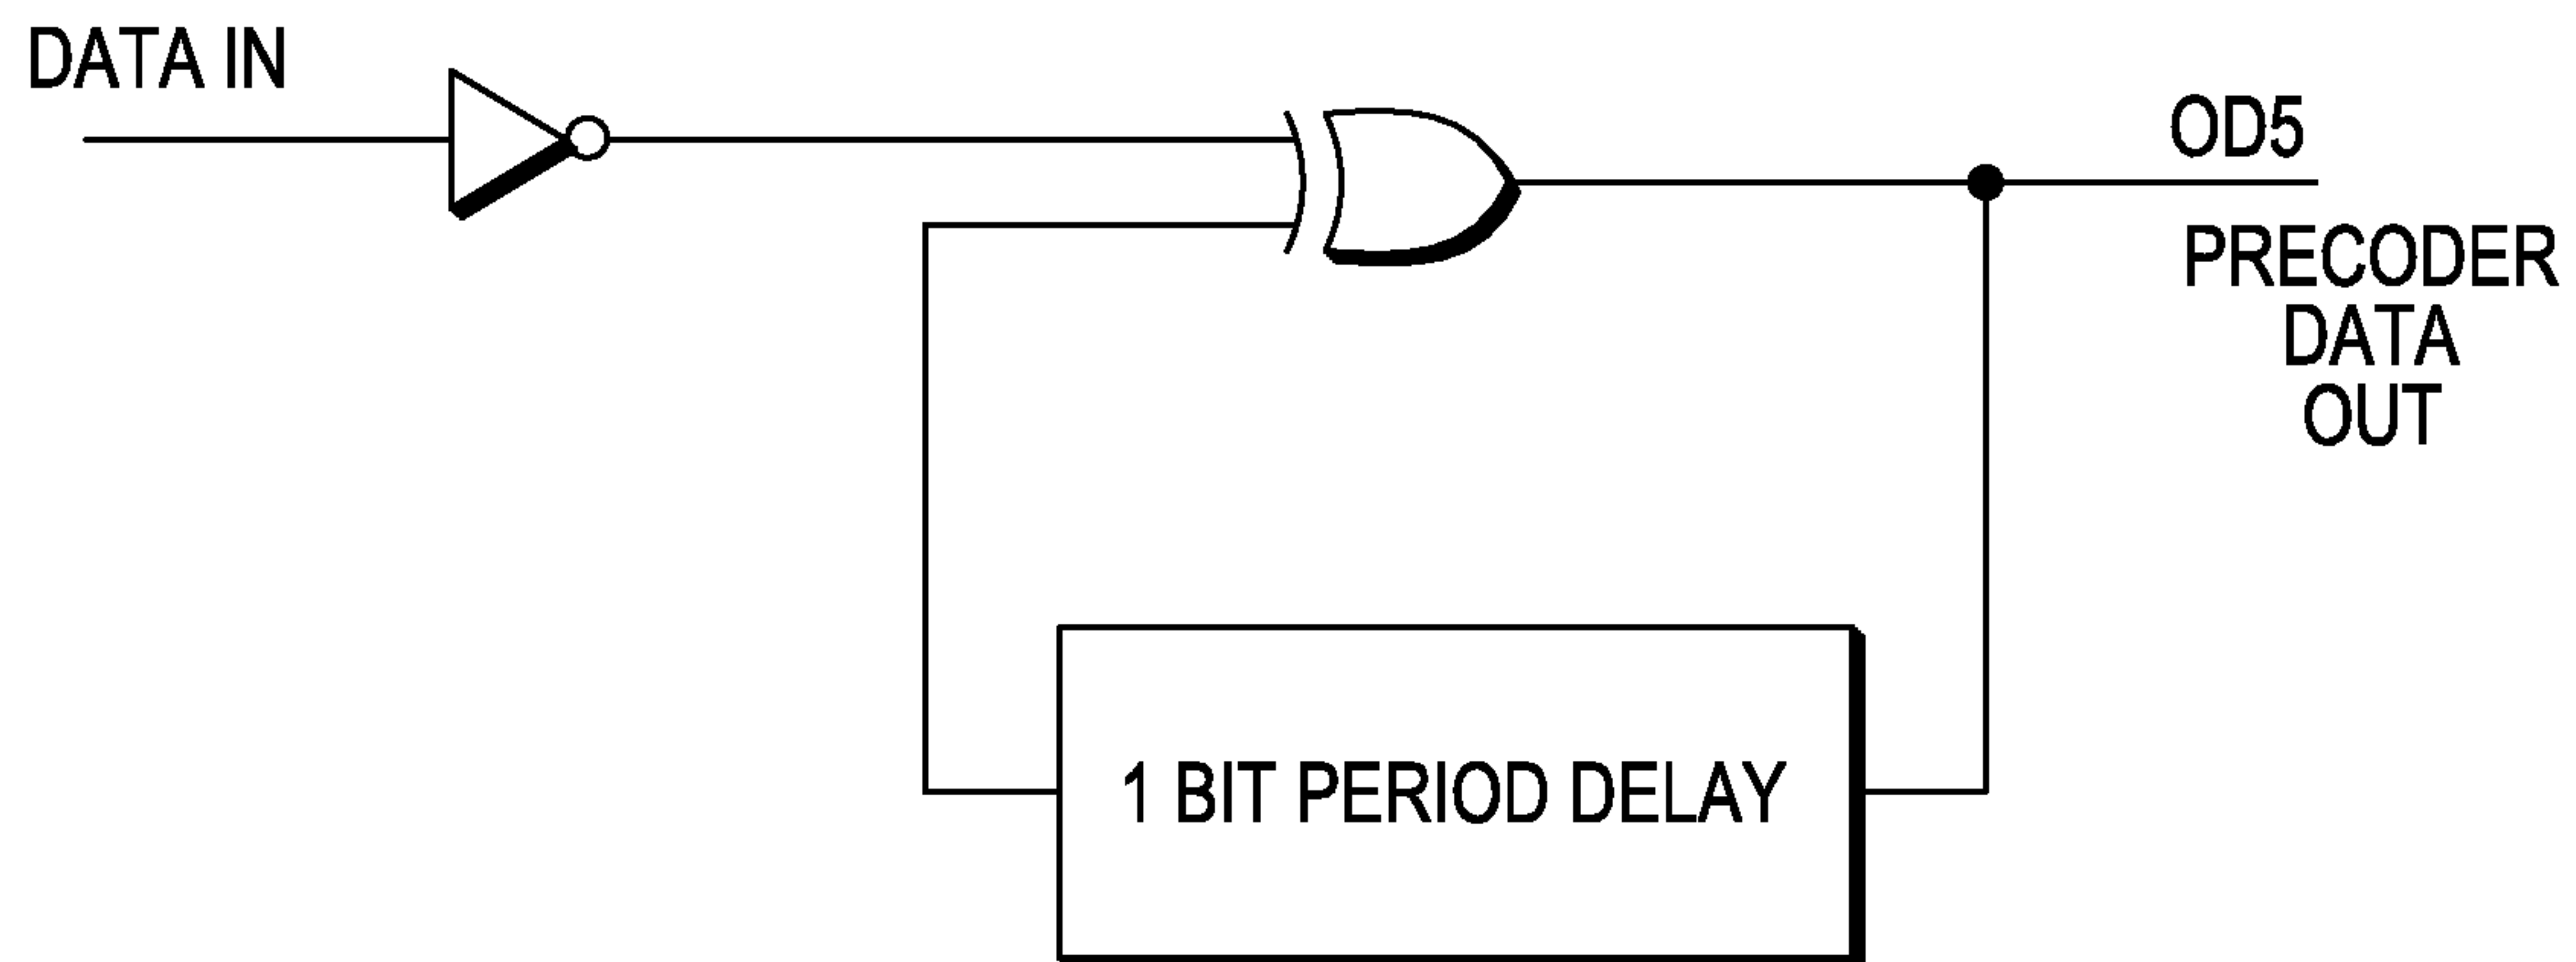 DATA IN
OD5
PRECODER
DATA
OUT
1 BIT PERIOD DELAY